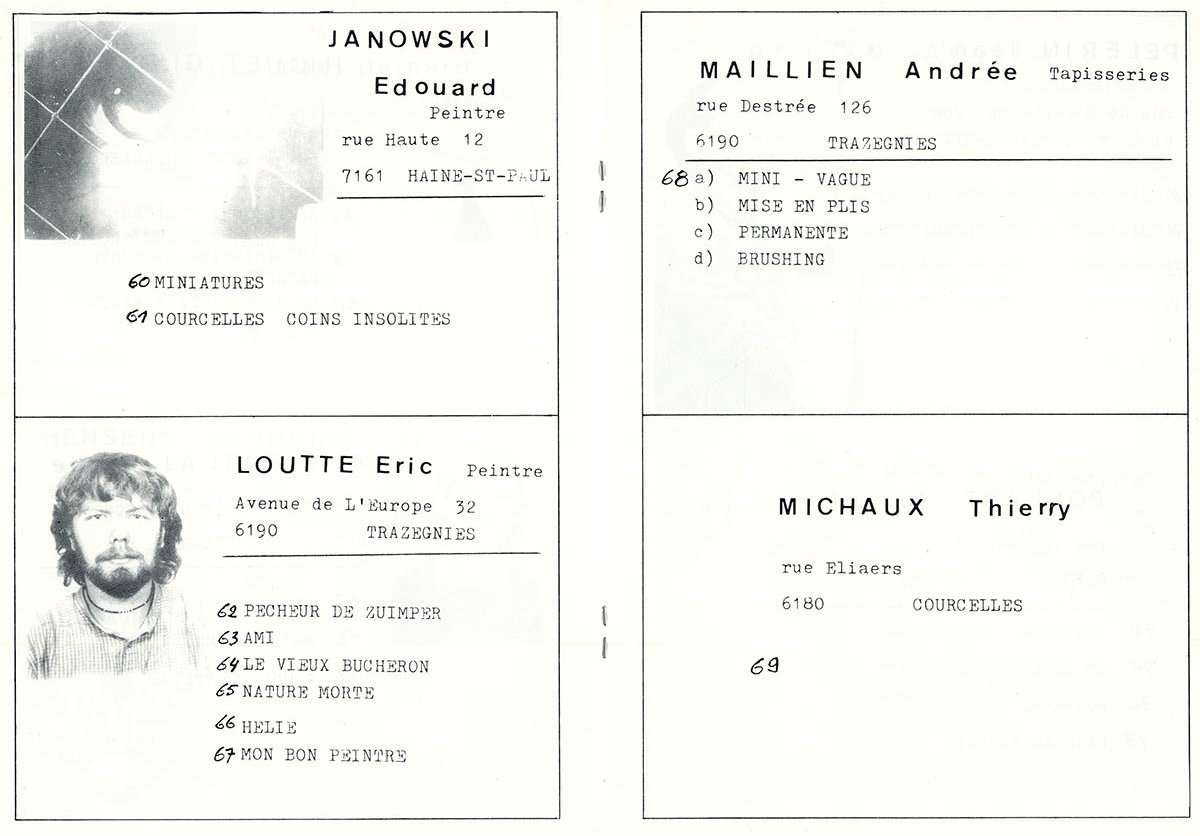 JANOWSKI
Edouard
Peintre
rue Haute 12
7161 HAINE-ST-PAUL
60 MINIATURES
61 COURCELLES COINS INSOLITES
LOUTTE Eric Peintre
Avenue de L'Europe 32
6190 TRAZEGNIES
62 PECHEUR DE ZUIMPER
63 AMI
64 LE VIEUX BUCHERON
65 NATURE MORTE
66 HELIE
67 MON BON PEINTRE
MAILLIEN Andrée Tapisseries
rue Destrée 126
6190 TRAZEGNIES
68 a) MINI - VAGUE
b) MISE EN PLIS
c) PERMANENTE
d) BRUSHING
MICHAUX Thierry
rue Eliaers
6180 COURCELLES
69